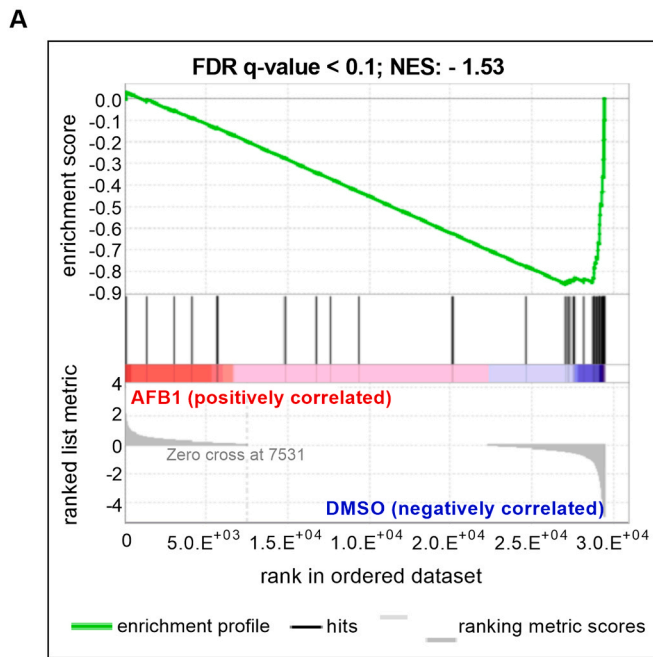 A
FDR q-value < 0.1; NES: - 1.53
enrichment score
0.0
-0.1
-0.2
-0.3
-0.4
-0.5
-0.6
-0.7
-0.8
-0.9
ranked list metric
4
2
0
-2
-4
AFB1 (positively correlated)
Zero cross at 7531
DMSO (negatively correlated)
0 5.0.E+03 1.5.E+04 1.0.E+04 2.0.E+04 2.5.E+04 3.0.E+04
rank in ordered dataset
enrichment profile hits ranking metric scores